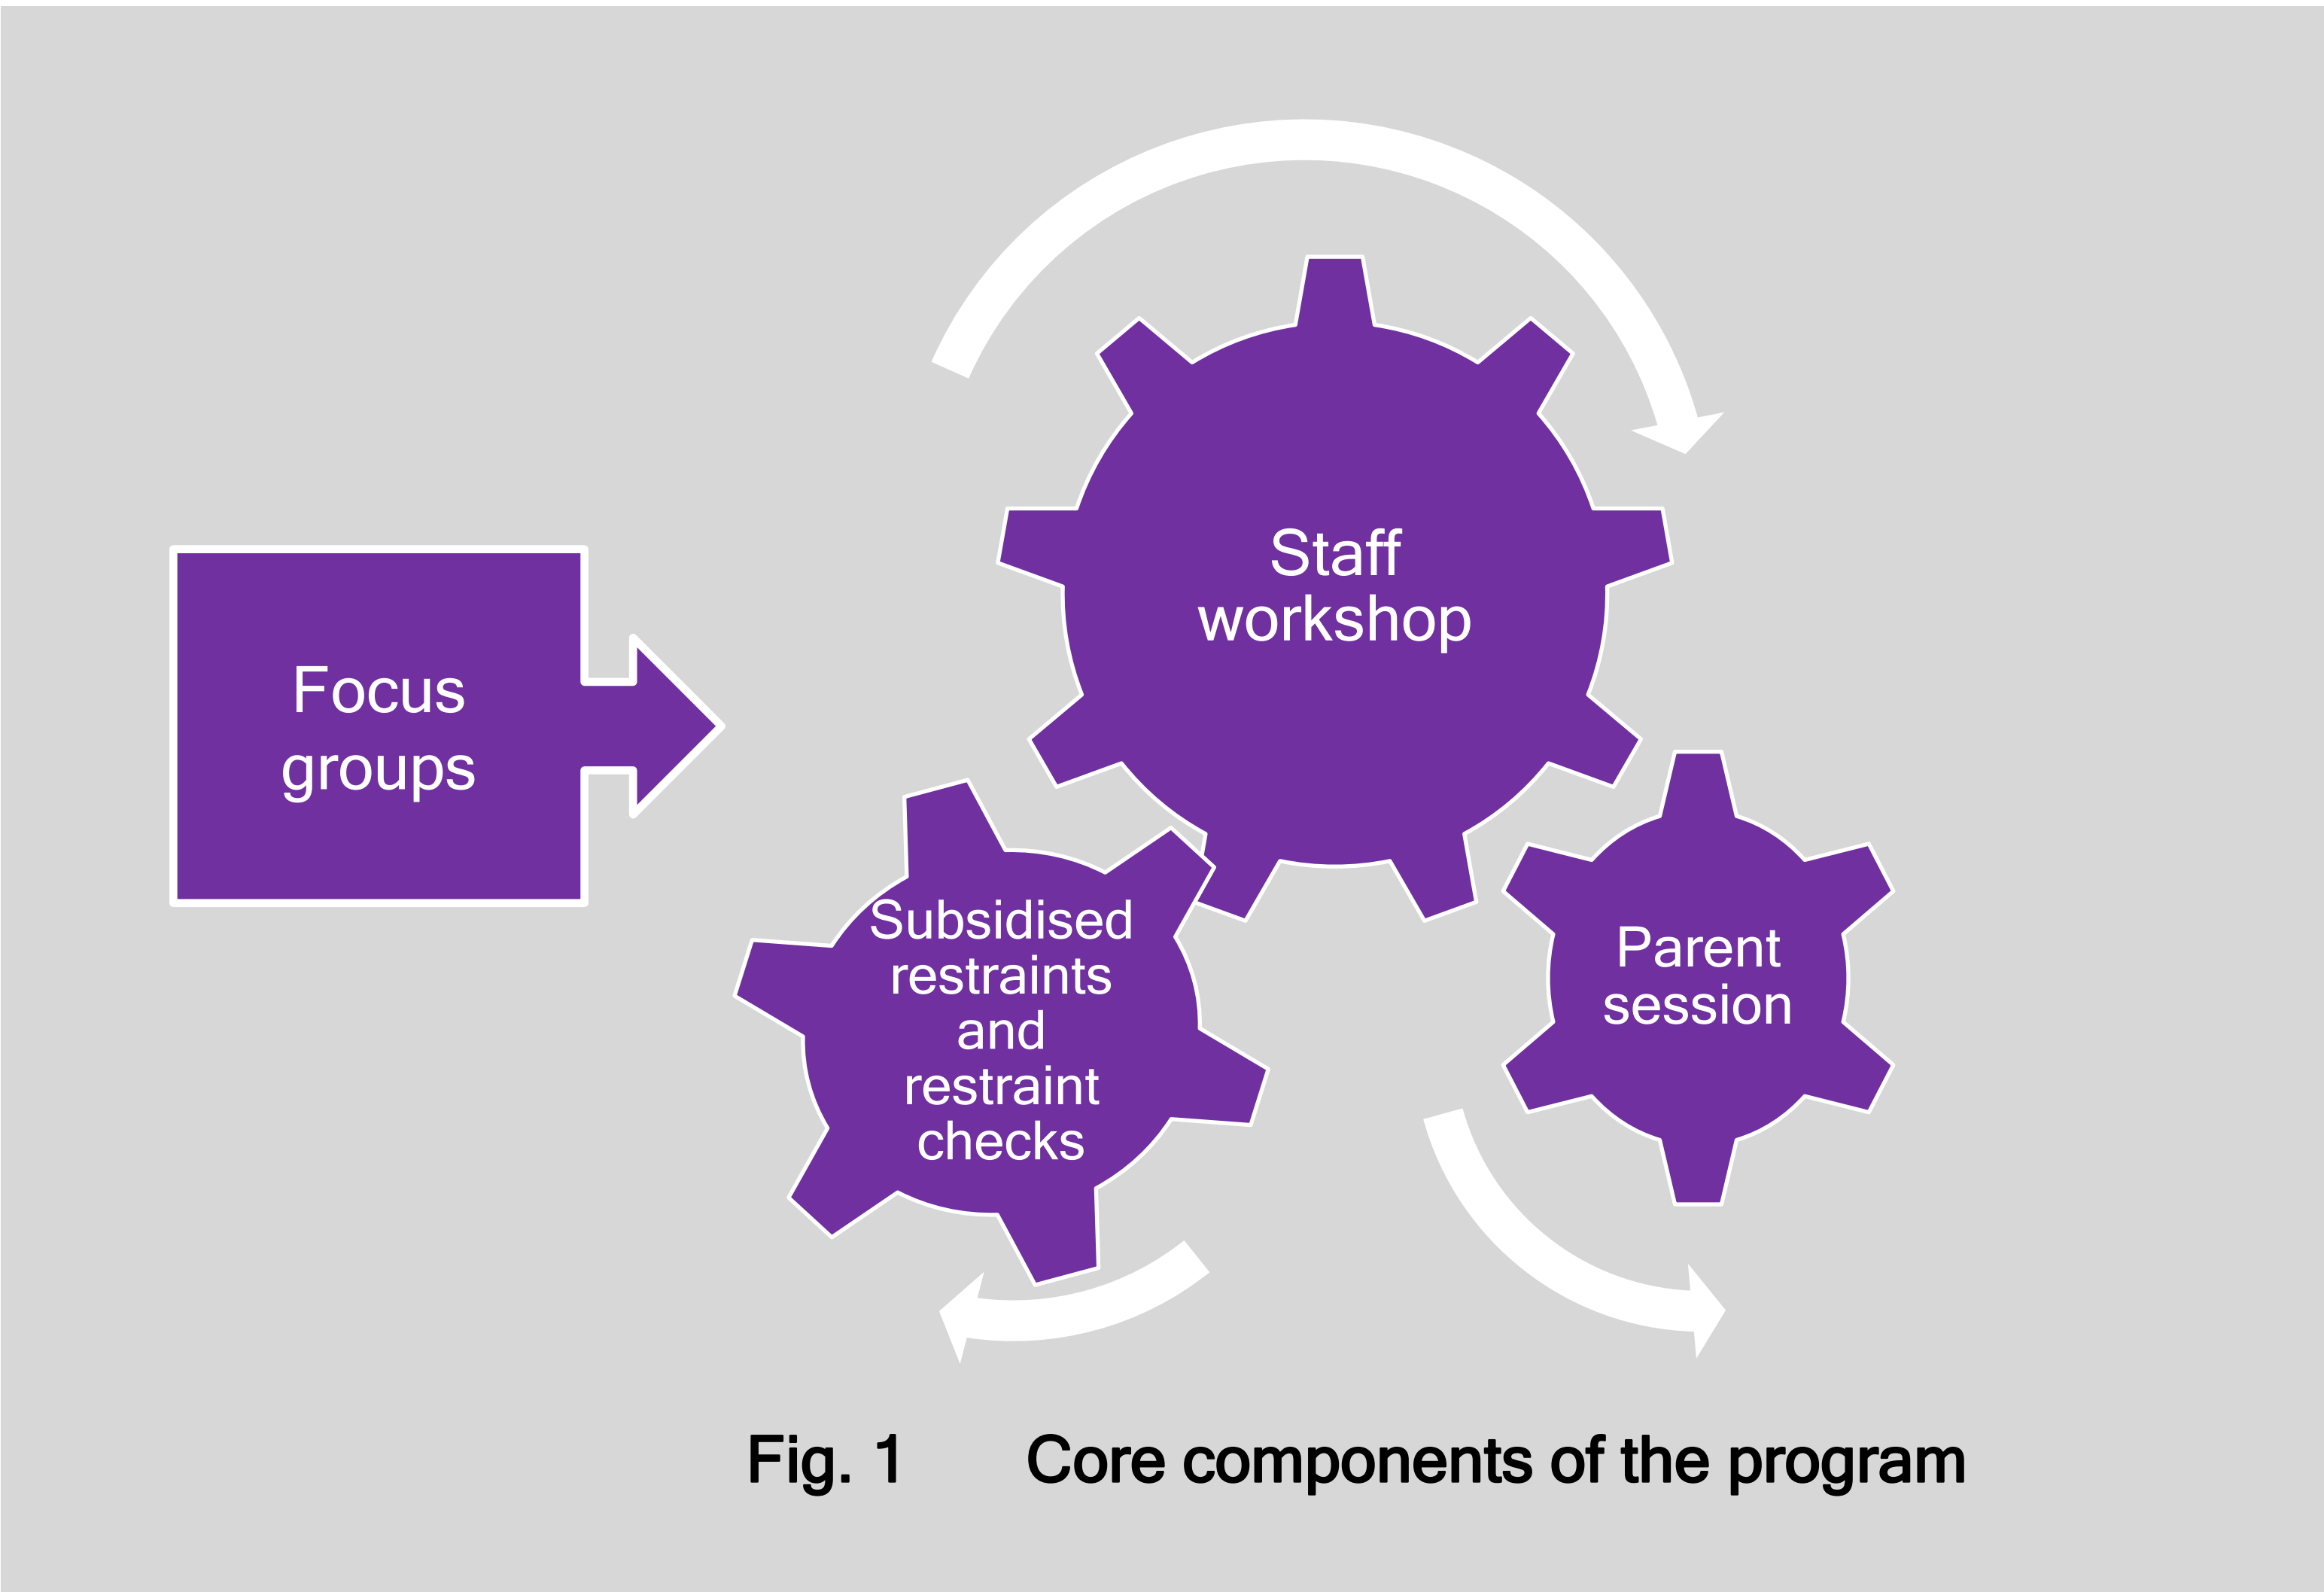 Focus
groups
Staff
workshop
Subsidised
restraints
and
restraint
checks
Parent
session
Fig. 1 Core components of the program